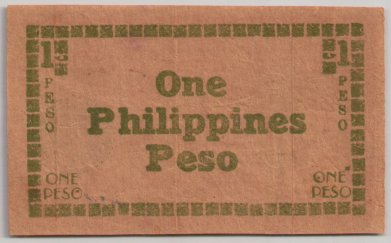 1 1
PESO PESO
One
Philippines
Peso
ONE ONE
PESO PESO